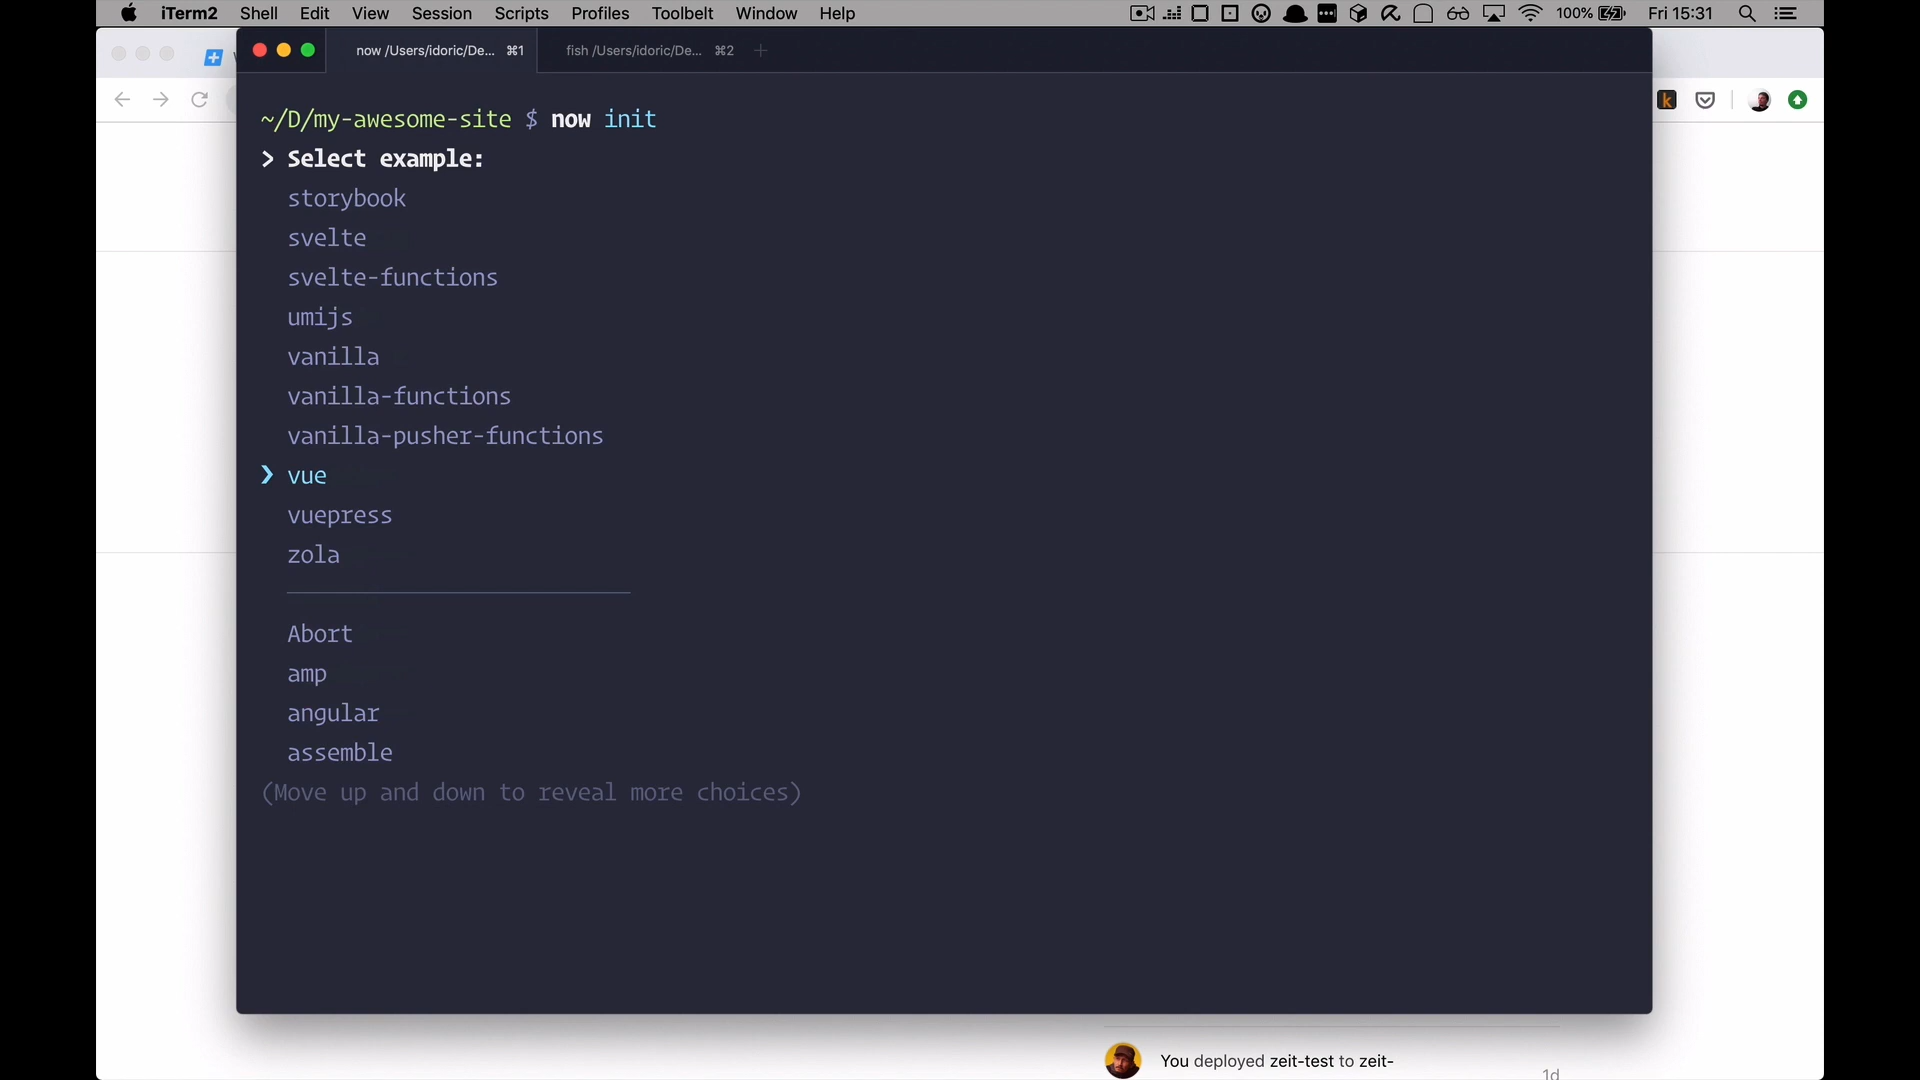 iTerm2 Shell Edit View Session Scripts Profiles Toolbelt Window Help 100% Fri 15:31
now /Users/idoric/De... ⌘1 fish /Users/idoric/De... ⌘2 +
k
~/D/my-awesome-site $ now init
> Select example:
storybook
svelte
svelte-functions
umijs
vanilla
vanilla-functions
vanilla-pusher-functions
❯ vue
vuepress
zola
Abort
amp
angular
assemble
(Move up and down to reveal more choices)
You deployed zeit-test to zeit-
1d